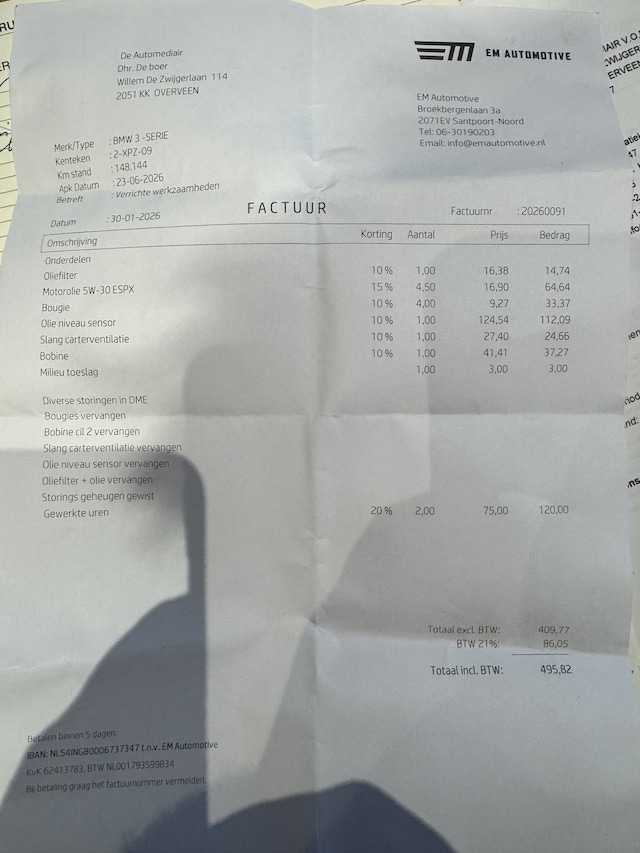 De Automediair
Dhr. De boer
Willem De Zwijgerlaan 114
2051 KK OVERVEEN
EM EM AUTOMOTIVE
EM Automotive
Broekbergenlaan 3a
2071EV Santpoort-Noord
Tel: 06-30190203
Email: info@emautomotive.nl
Merk/Type : BMW 3 -SERIE
Kenteken : 2-XPZ-09
Km stand : 148.144
Apk Datum : 23-06-2026
Betreft : Verrichte werkzaamheden
FACTUUR
Datum : 30-01-2026 Factuurnr : 20260091
Omschrijving Korting Aantal Prijs Bedrag
Onderdelen
Oliefilter 10 % 1,00 16,38 14,74
Motorolie 5W-30 ESPX 15 % 4,50 16,90 64,64
Bougie 10 % 4,00 9,27 33,37
Olie niveau sensor 10 % 1,00 124,54 112,09
Slang carterventilatie 10 % 1,00 27,40 24,66
Bobine 10 % 1,00 41,41 37,27
Milieu toeslag 1,00 3,00 3,00
Diverse storingen in DME
Bougies vervangen
Bobine cil 2 vervangen
Slang carterventilatie vervangen
Olie niveau sensor vervangen
Oliefilter + olie vervangen
Storings geheugen gewist
Gewerkte uren 20 % 2,00 75,00 120,00
Totaal excl. BTW: 409,77
BTW 21%: 86,05
Totaal incl. BTW: 495,82
Betalen binnen 5 dagen.
IBAN: NL54INGB0006737347 t.n.v. EM Automotive
KvK 62413783, BTW NL001793599B34
Bij betaling graag het factuurnummer vermelden.